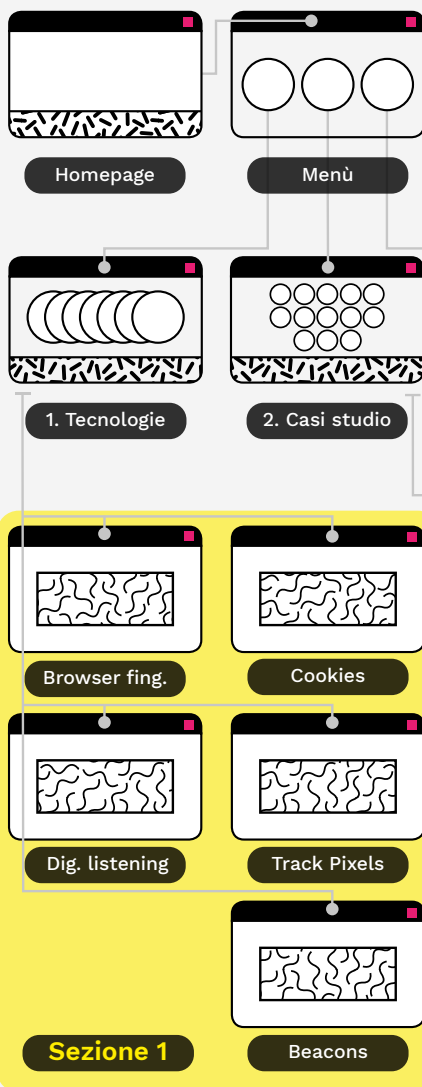 Homepage
Menù
1. Tecnologie
2. Casi studio
Browser fing.
Cookies
Dig. listening
Track Pixels
Sezione 1
Beacons